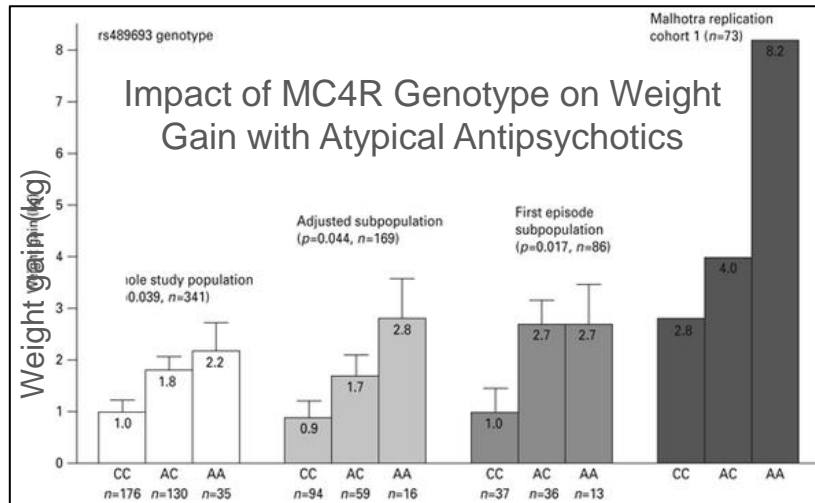 rs489693 genotype
Malhotra replication
cohort 1 (n=73)
Impact of MC4R Genotype on Weight
Gain with Atypical Antipsychotics
Weight gain (kg)
8
7
6
5
4
3
2
1
0
ole study population
0.039, n=341)
Adjusted subpopulation
(p=0.044, n=169)
First episode
subpopulation
(p=0.017, n=86)
1.0 1.8 2.2
0.9 1.7 2.8
1.0 2.7 2.7
2.8 4.0 8.2
CC AC AA CC AC AA CC AC AA CC AC AA
n=176 n=130 n=35 n=94 n=59 n=16 n=37 n=36 n=13